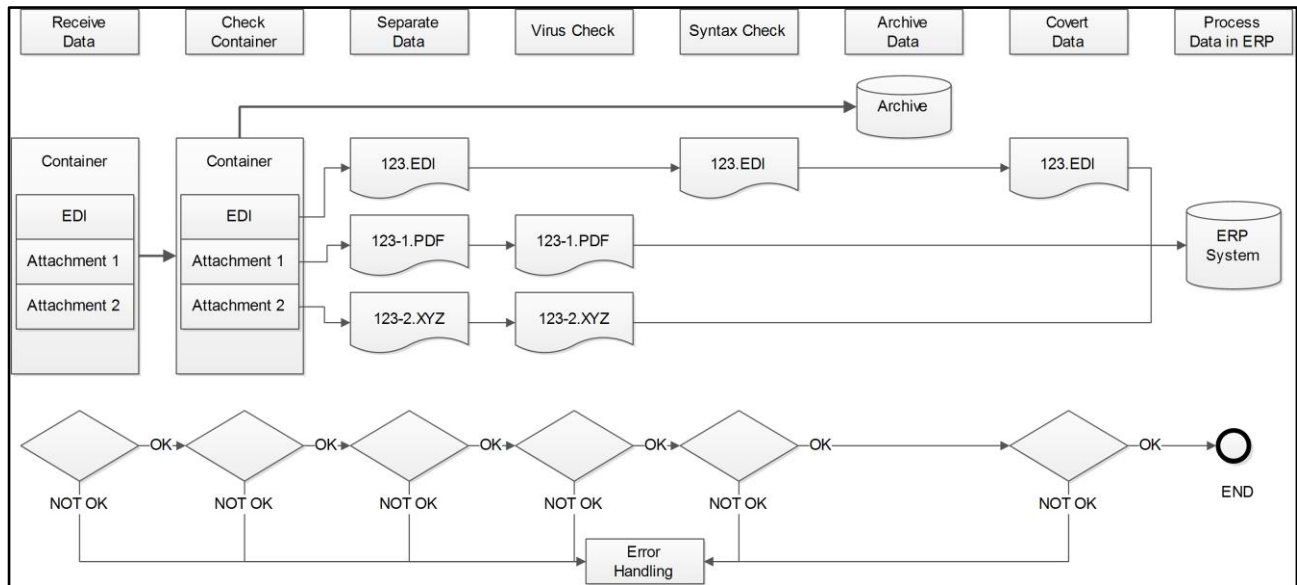 Receive
Data
Check
Container
Separate
Data
Virus Check
Syntax Check
Archive
Data
Covert
Data
Process
Data in ERP
Archive
Container
Container
123.EDI
123.EDI
123.EDI
EDI
EDI
Attachment 1
Attachment 1
123-1.PDF
123-1.PDF
ERP
System
Attachment 2
Attachment 2
123-2.XYZ
123-2.XYZ
OK
OK
OK
OK
OK
OK
NOT OK
NOT OK
NOT OK
NOT OK
NOT OK
NOT OK
END
Error
Handling